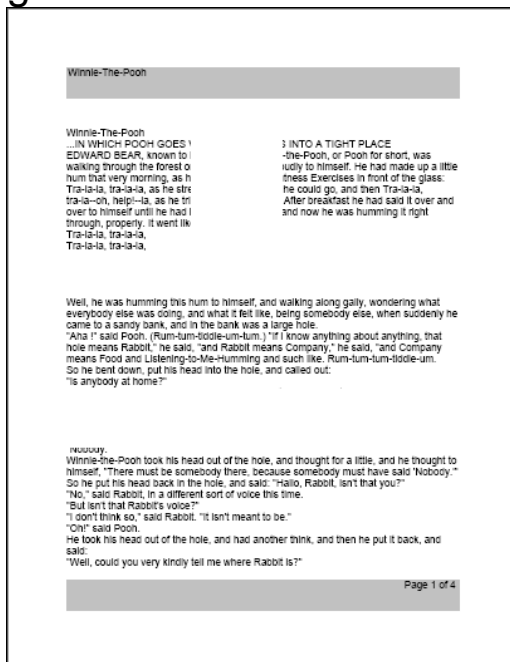 g
Winnie-The-Pooh
Winnie-The-Pooh
...IN WHICH POOH GOES INTO A TIGHT PLACE
EDWARD BEAR, known to -the-Pooh, or Pooh for short, was
walking through the forest o udly to himself. He had made up a little
hum that very morning, as h tness Exercises in front of the glass:
Tra-la-la, tra-la-la, as he stre he could go, and then Tra-la-la,
tra-la--oh, help!--la, as he tri After breakfast he had said it over and
over to himself until he had l and now he was humming it right
through, properly. It went lik
Tra-la-la, tra-la-la,
Tra-la-la, tra-la-la,
Well, he was humming this hum to himself, and walking along gaily, wondering what
everybody else was doing, and what it felt like, being somebody else, when suddenly he
came to a sandy bank, and in the bank was a large hole.
"Aha !" said Pooh. (Rum-tum-tiddle-um-tum.) "If I know anything about anything, that
hole means Rabbit," he said, "and Rabbit means Company," he said, "and Company
means Food and Listening-to-Me-Humming and such like. Rum-tum-tum-tiddle-um.
So he bent down, put his head into the hole, and called out:
"Is anybody at home?"
"Nobody."
Winnie-the-Pooh took his head out of the hole, and thought for a little, and he thought to
himself, "There must be somebody there, because somebody must have said 'Nobody.'"
So he put his head back in the hole, and said: "Hallo, Rabbit, isn't that you?"
"No," said Rabbit, in a different sort of voice this time.
"But isn't that Rabbit's voice?"
"I don't think so," said Rabbit. "It isn't meant to be."
"Oh!" said Pooh.
He took his head out of the hole, and had another think, and then he put it back, and
said:
"Well, could you very kindly tell me where Rabbit is?"
Page 1 of 4